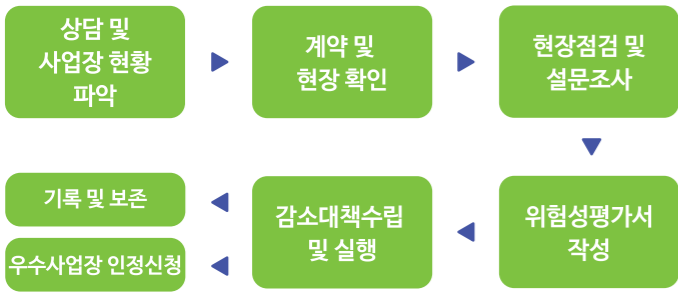 상담 및
사업장 현황
파악
계약 및
현장 확인
현장점검 및
설문조사
위험성평가서
작성
감소대책수립
및 실행
기록 및 보존
우수사업장 인정신청